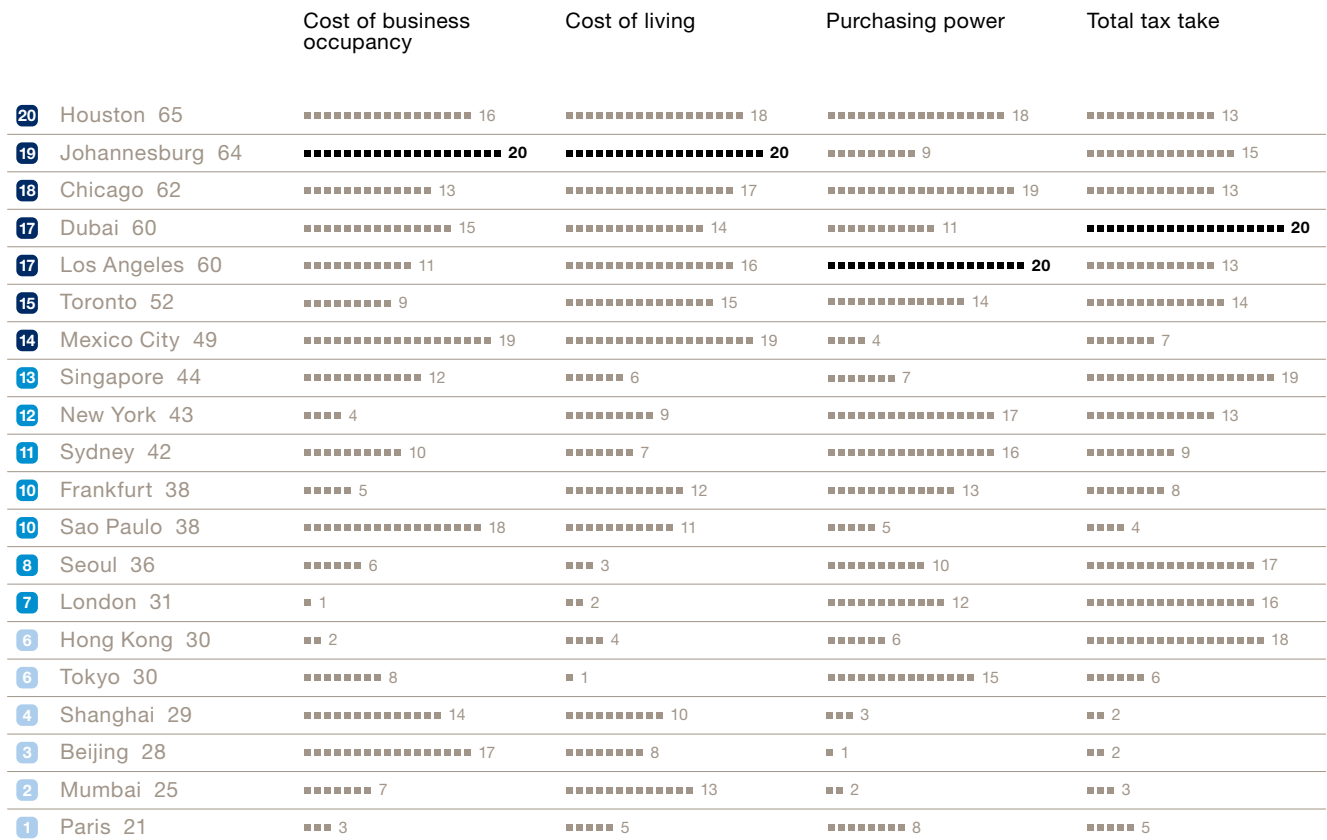 Cost of business occupancy Cost of living Purchasing power Total tax take
20 Houston 65 16 18 18 13
19 Johannesburg 64 20 20 9 15
18 Chicago 62 13 17 19 13
17 Dubai 60 15 14 11 20
17 Los Angeles 60 11 16 20 13
15 Toronto 52 9 15 14 14
14 Mexico City 49 19 19 4 7
13 Singapore 44 12 6 7 19
12 New York 43 4 9 17 13
11 Sydney 42 10 7 16 9
10 Frankfurt 38 5 12 13 8
10 Sao Paulo 38 18 11 5 4
8 Seoul 36 6 3 10 17
7 London 31 1 2 12 16
6 Hong Kong 30 2 4 6 18
6 Tokyo 30 8 1 15 6
4 Shanghai 29 14 10 3 2
3 Beijing 28 17 8 1 2
2 Mumbai 25 7 13 2 3
1 Paris 21 3 5 8 5